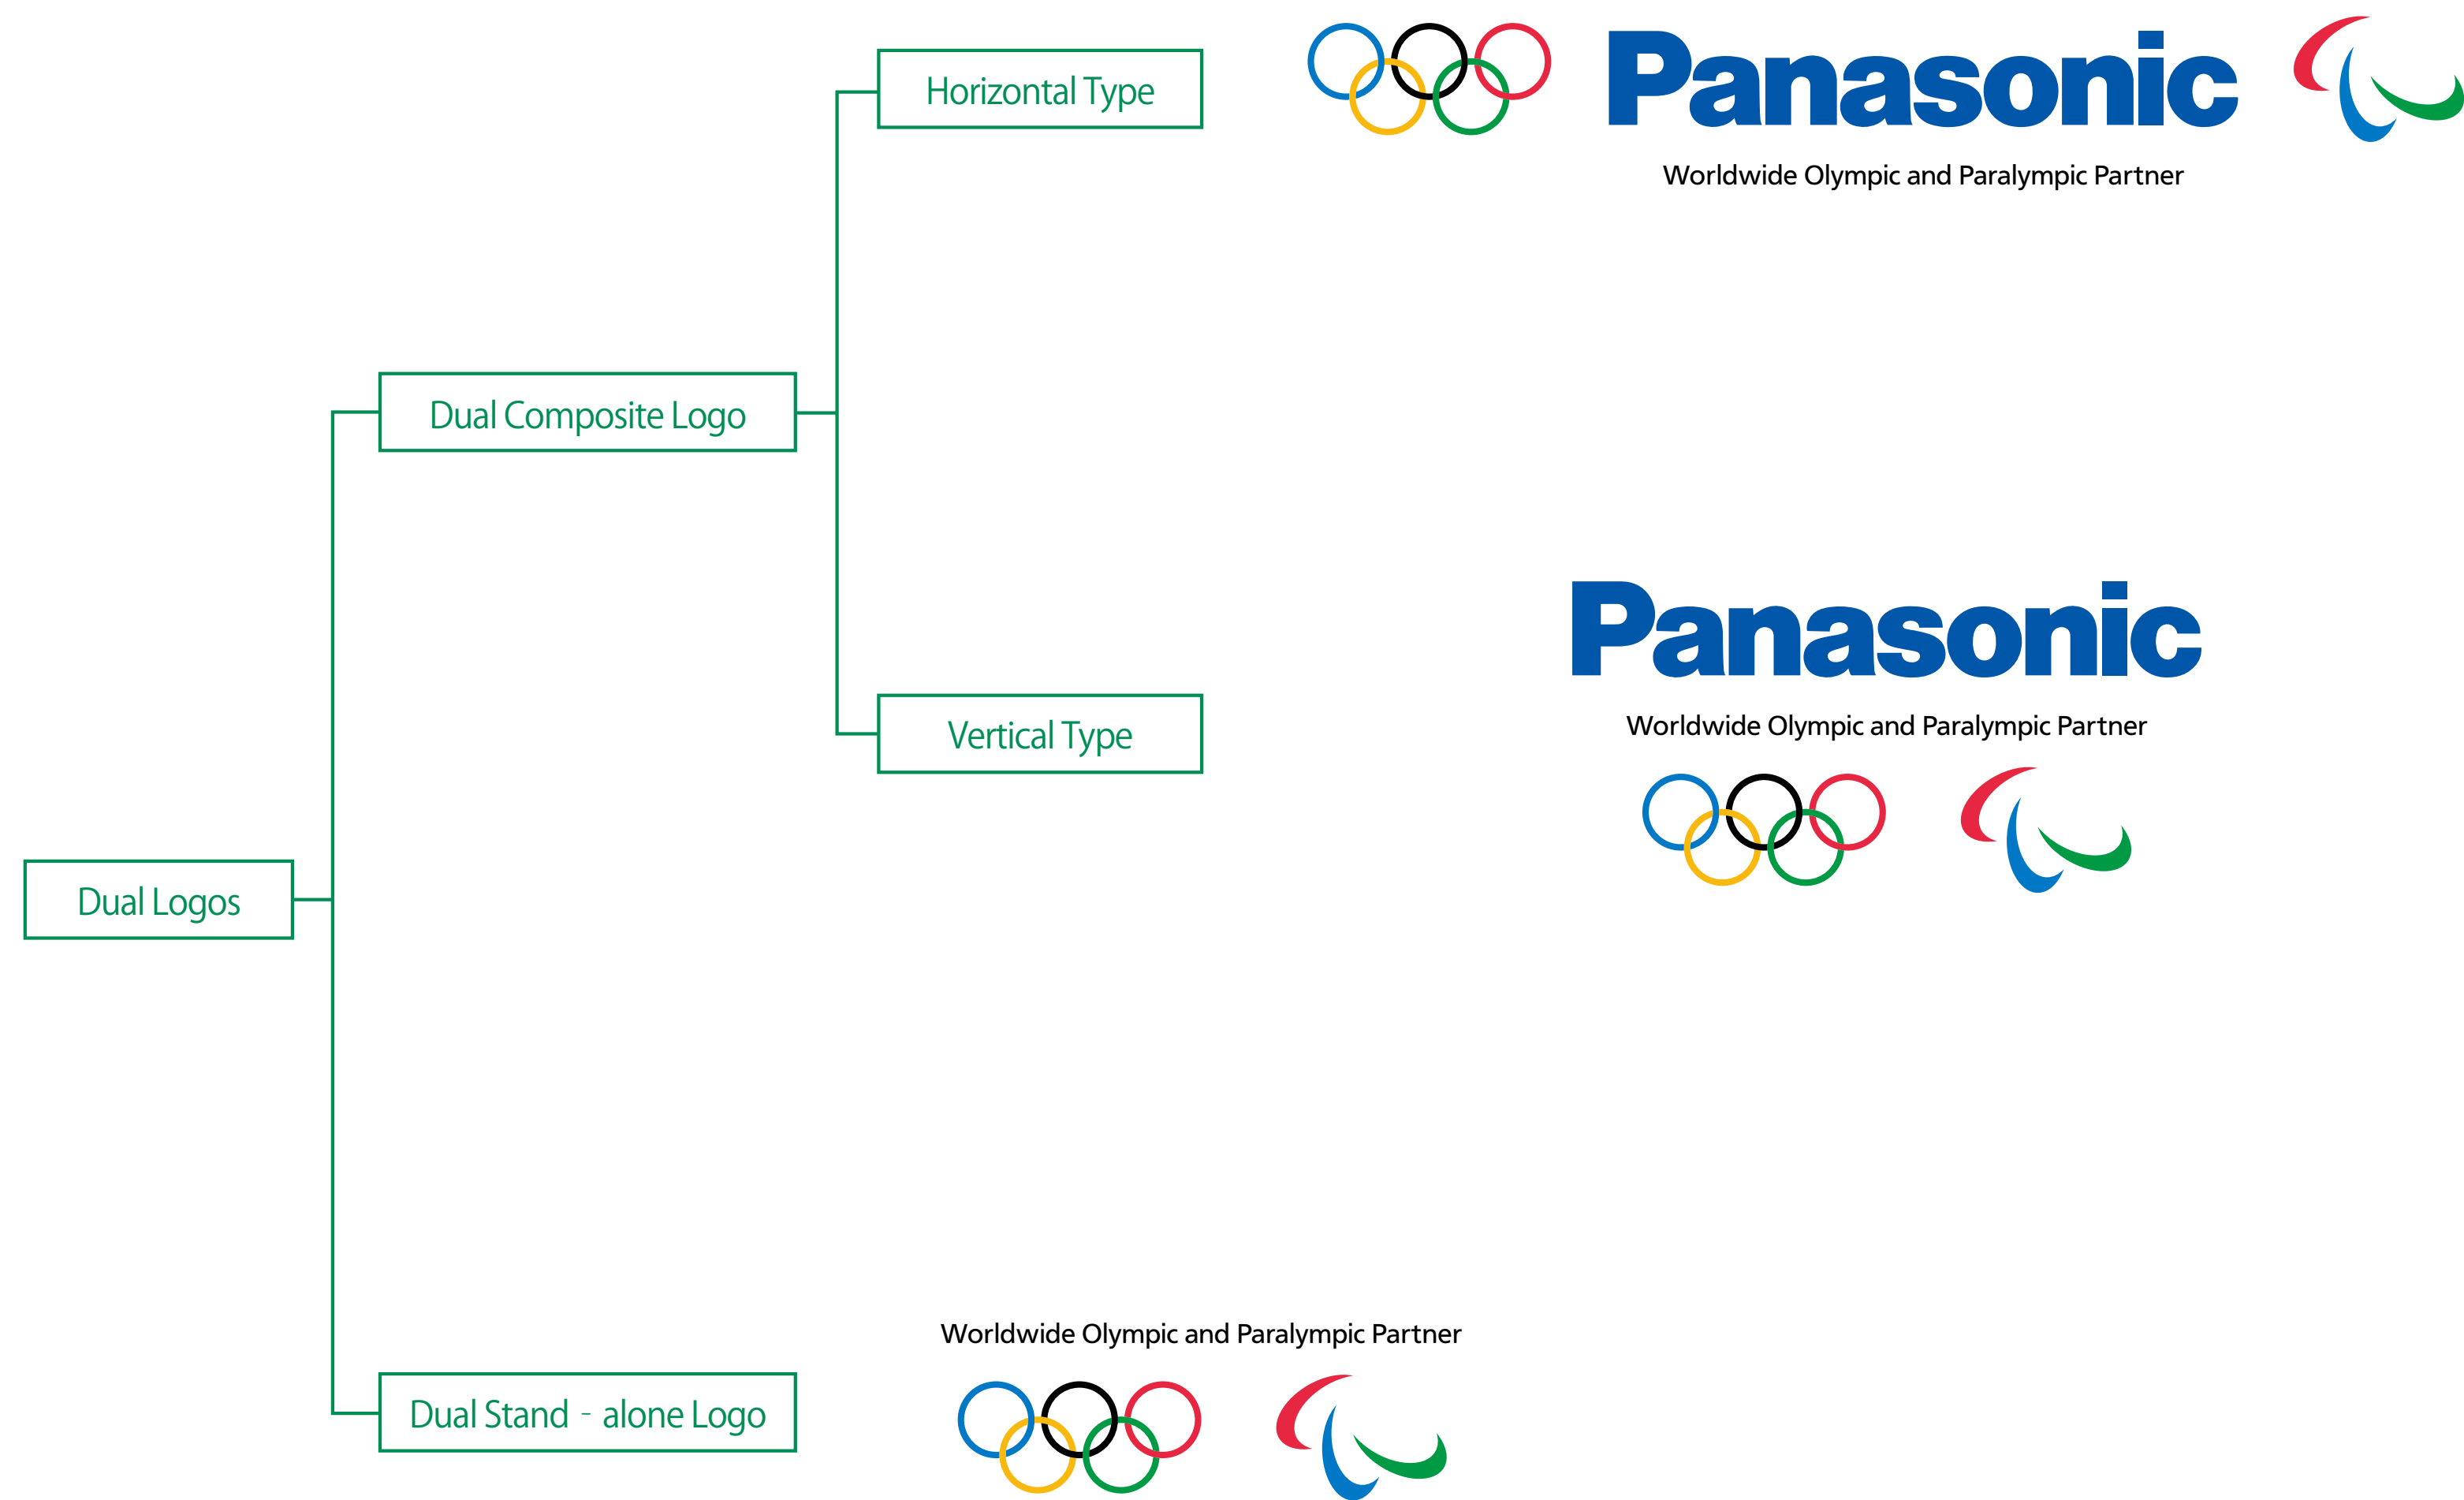 Horizontal Type
Panasonic
Worldwide Olympic and Paralympic Partner
Dual Composite Logo
Vertical Type
Panasonic
Worldwide Olympic and Paralympic Partner
Dual Logos
Dual Stand - alone Logo
Worldwide Olympic and Paralympic Partner